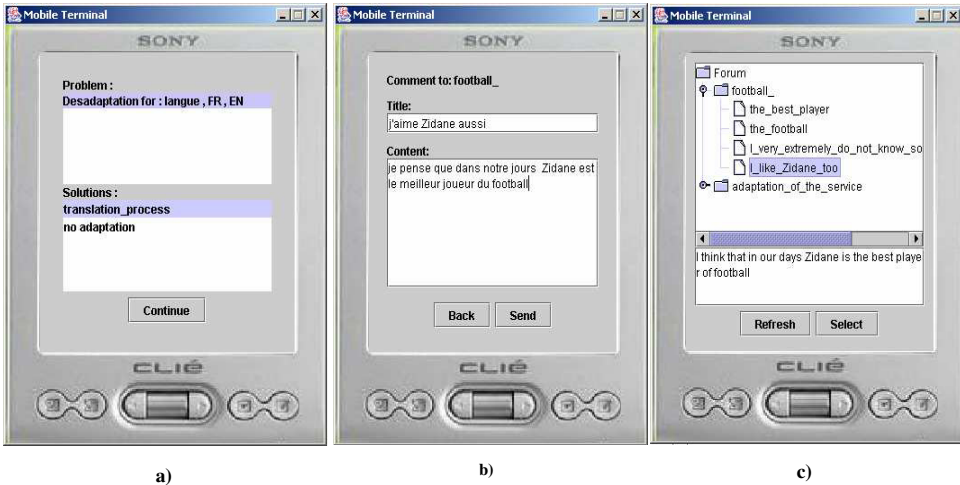 Mobile Terminal
SONY
Problem :
Desadaptation for : langue , FR , EN
Solutions :
translation_process
no adaptation
Continue
CLIÉ
a)
Mobile Terminal
SONY
Comment to: football_
Title:
j'aime Zidane aussi
Content:
je pense que dans notre jours Zidane est
le meilleur joueur du football
Back Send
CLIÉ
b)
Mobile Terminal
SONY
Forum
football_
the_best_player
the_football
I_very_extremely_do_not_know_so
I_like_Zidane_too
adaptation_of_the_service
I think that in our days Zidane is the best playe
r of football
Refresh Select
CLIÉ
c)